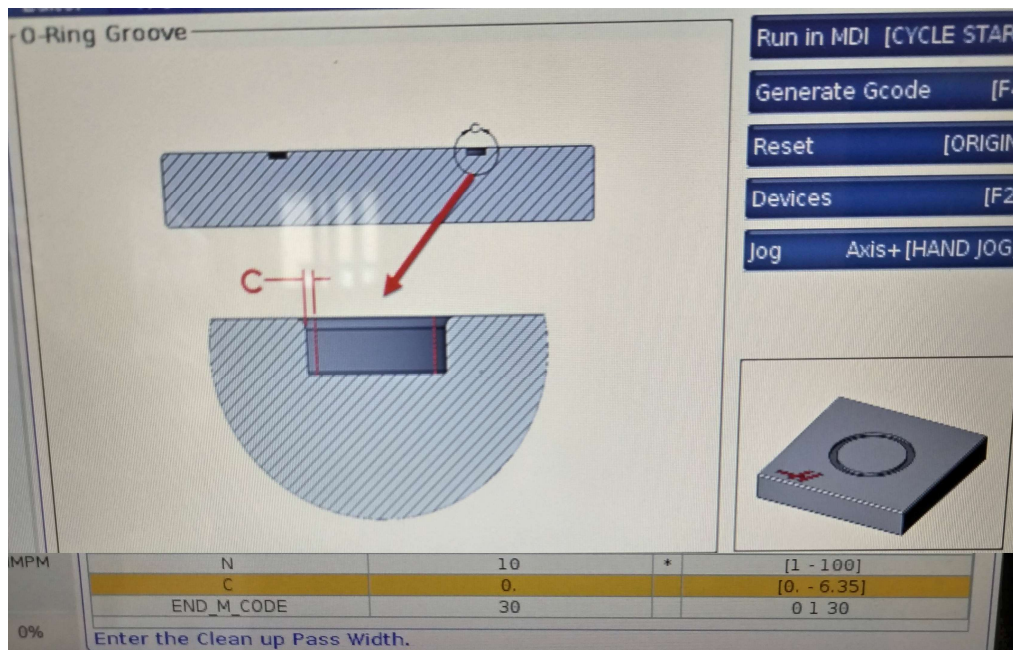 O-Ring Groove
Run in MDI [CYCLE STAR
Generate Gcode [F
Reset [ORIGIN
Devices [F2
Jog Axis+[HAND JOG
C
C
MPM
N 10 * [1 - 100]
C 0. [0. - 6.35]
END_M_CODE 30 0 1 30
0%
Enter the Clean up Pass Width.